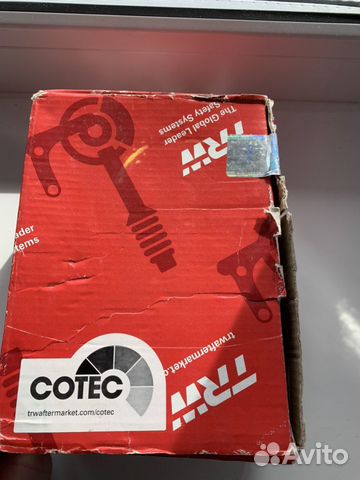 The Global Leader
Safety Systems
TRW
ader
stems
trwaftermarket.c
TRW
COTEC
trwaftermarket.com/cotec
Avito